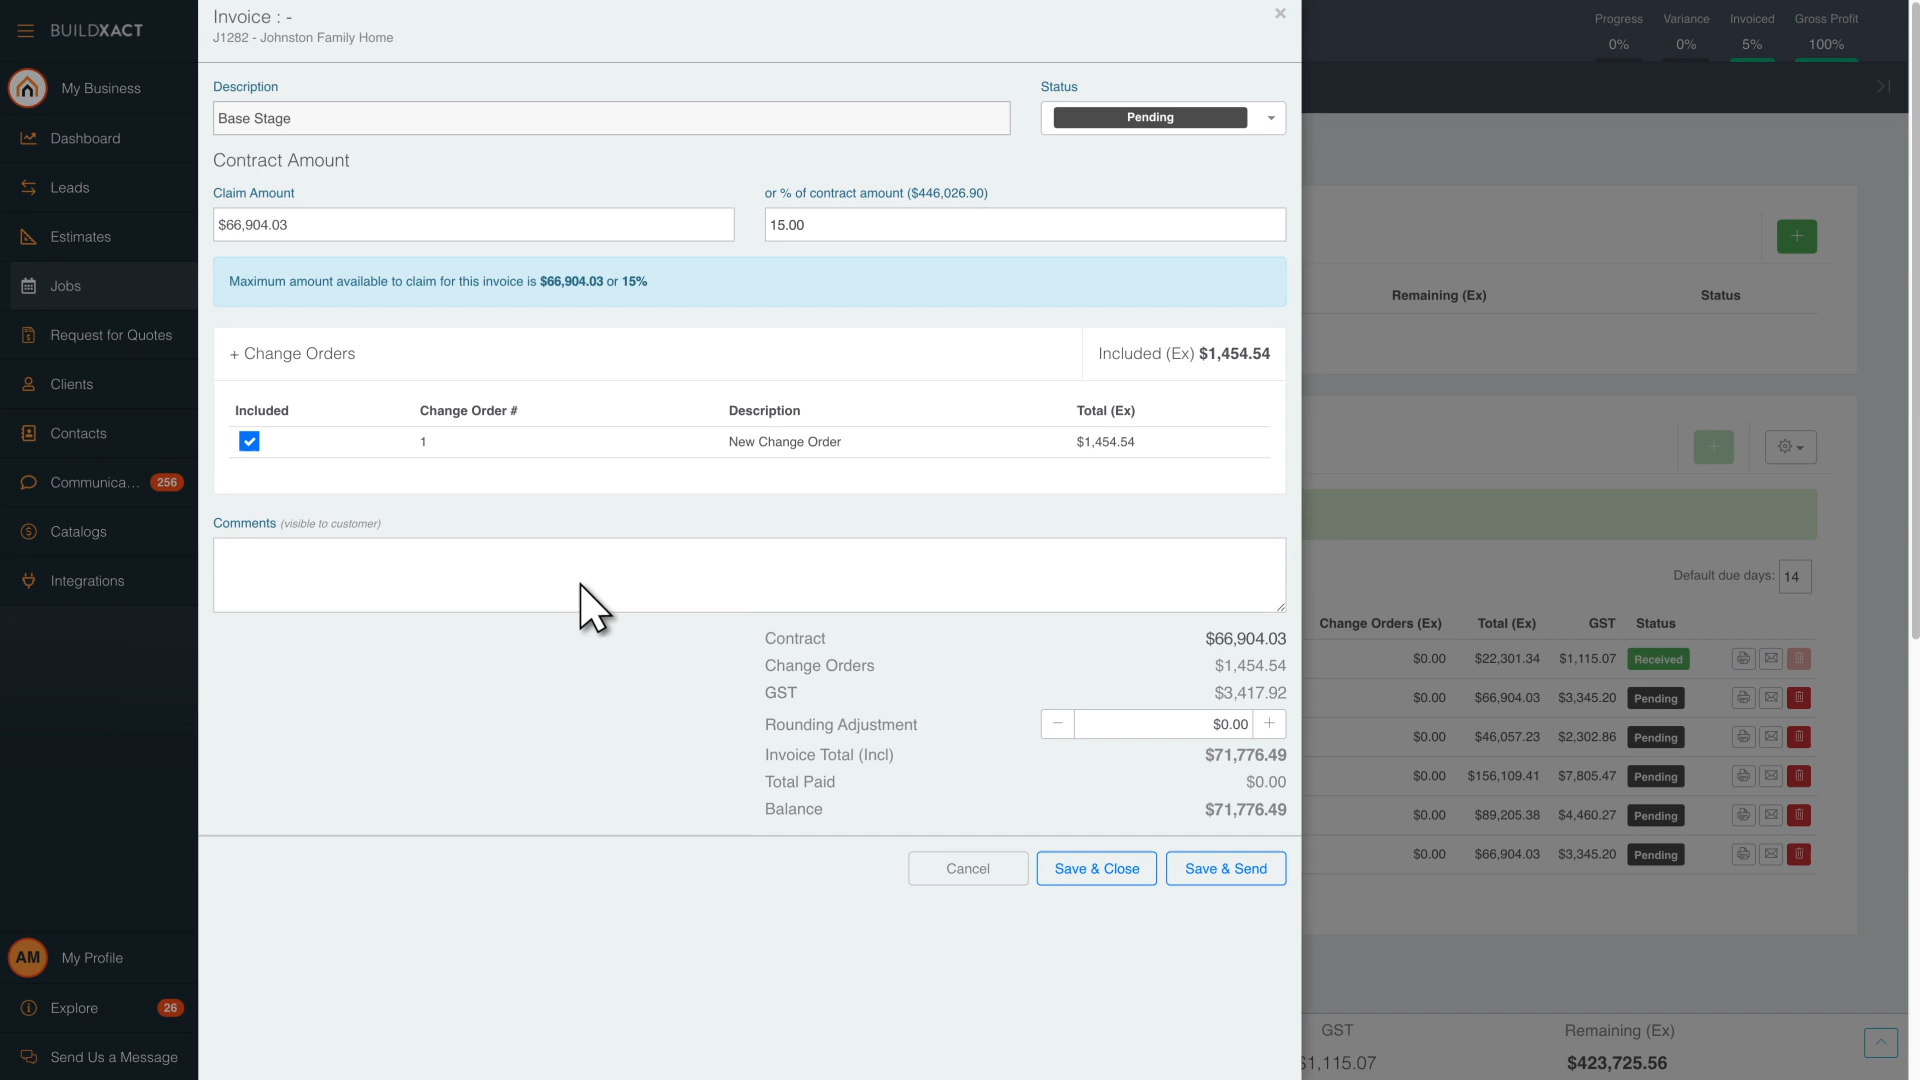 BUILDXACT
My Business
Dashboard
Leads
Estimates
Jobs
Request for Quotes
Clients
Contacts
Communica... 256
Catalogs
Integrations
AM My Profile
Explore 26
Send Us a Message
Invoice : -
J1282 - Johnston Family Home
×
Description
Base Stage
Status
Pending
Contract Amount
Claim Amount
$66,904.03
or % of contract amount ($446,026.90)
15.00
Maximum amount available to claim for this invoice is $66,904.03 or 15%
+ Change Orders
Included (Ex) $1,454.54
Included Change Order # Description Total (Ex)
1 New Change Order $1,454.54
Comments (visible to customer)
Contract $66,904.03
Change Orders $1,454.54
GST $3,417.92
Rounding Adjustment − $0.00 +
Invoice Total (Incl) $71,776.49
Total Paid $0.00
Balance $71,776.49
Cancel Save & Close Save & Send
Progress Variance Invoiced Gross Profit
0% 0% 5% 100%
+
Remaining (Ex) Status
+
Default due days: 14
Change Orders (Ex) Total (Ex) GST Status
$0.00 $22,301.34 $1,115.07 Received
$0.00 $66,904.03 $3,345.20 Pending
$0.00 $46,057.23 $2,302.86 Pending
$0.00 $156,109.41 $7,805.47 Pending
$0.00 $89,205.38 $4,460.27 Pending
$0.00 $66,904.03 $3,345.20 Pending
GST Remaining (Ex)
$1,115.07 $423,725.56